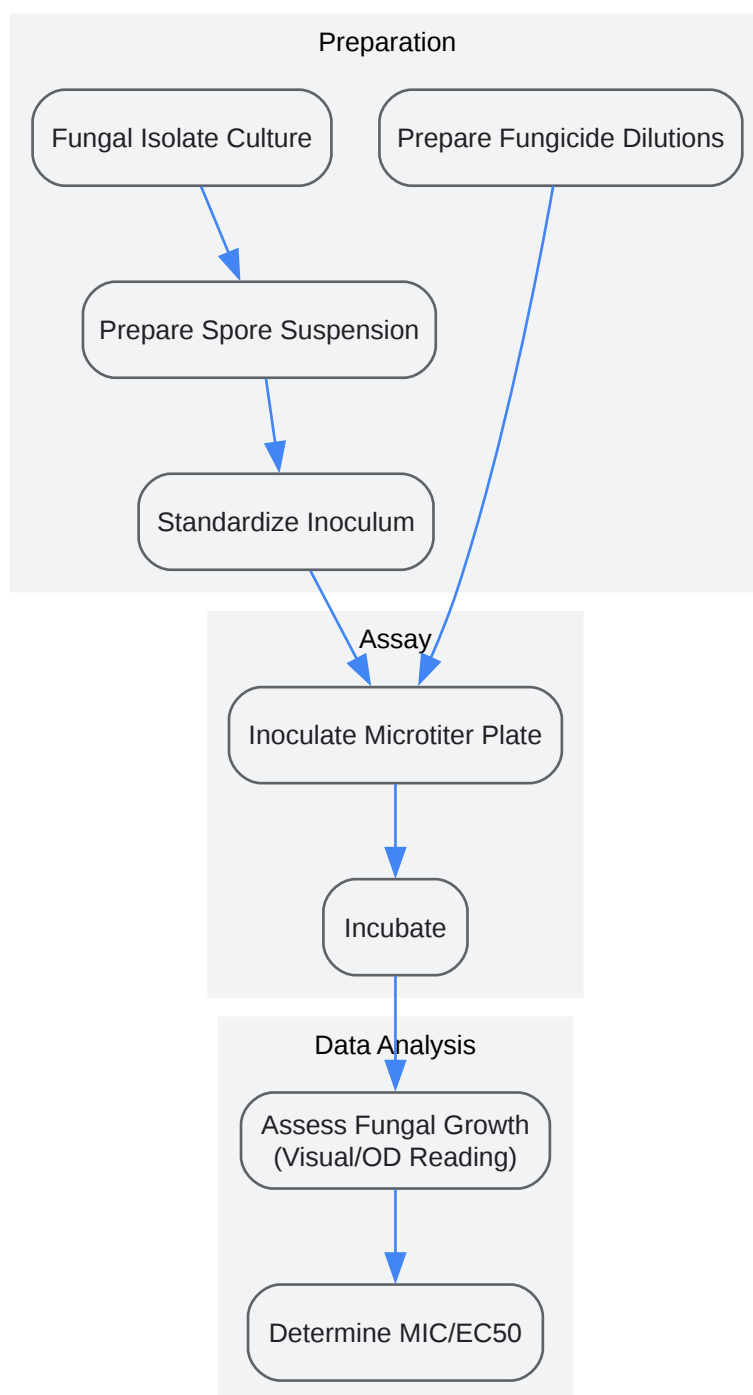 Preparation
Fungal Isolate Culture
Prepare Fungicide Dilutions
Prepare Spore Suspension
Standardize Inoculum
Assay
Inoculate Microtiter Plate
Incubate
Data Analysis
Assess Fungal Growth
(Visual/OD Reading)
Determine MIC/EC50